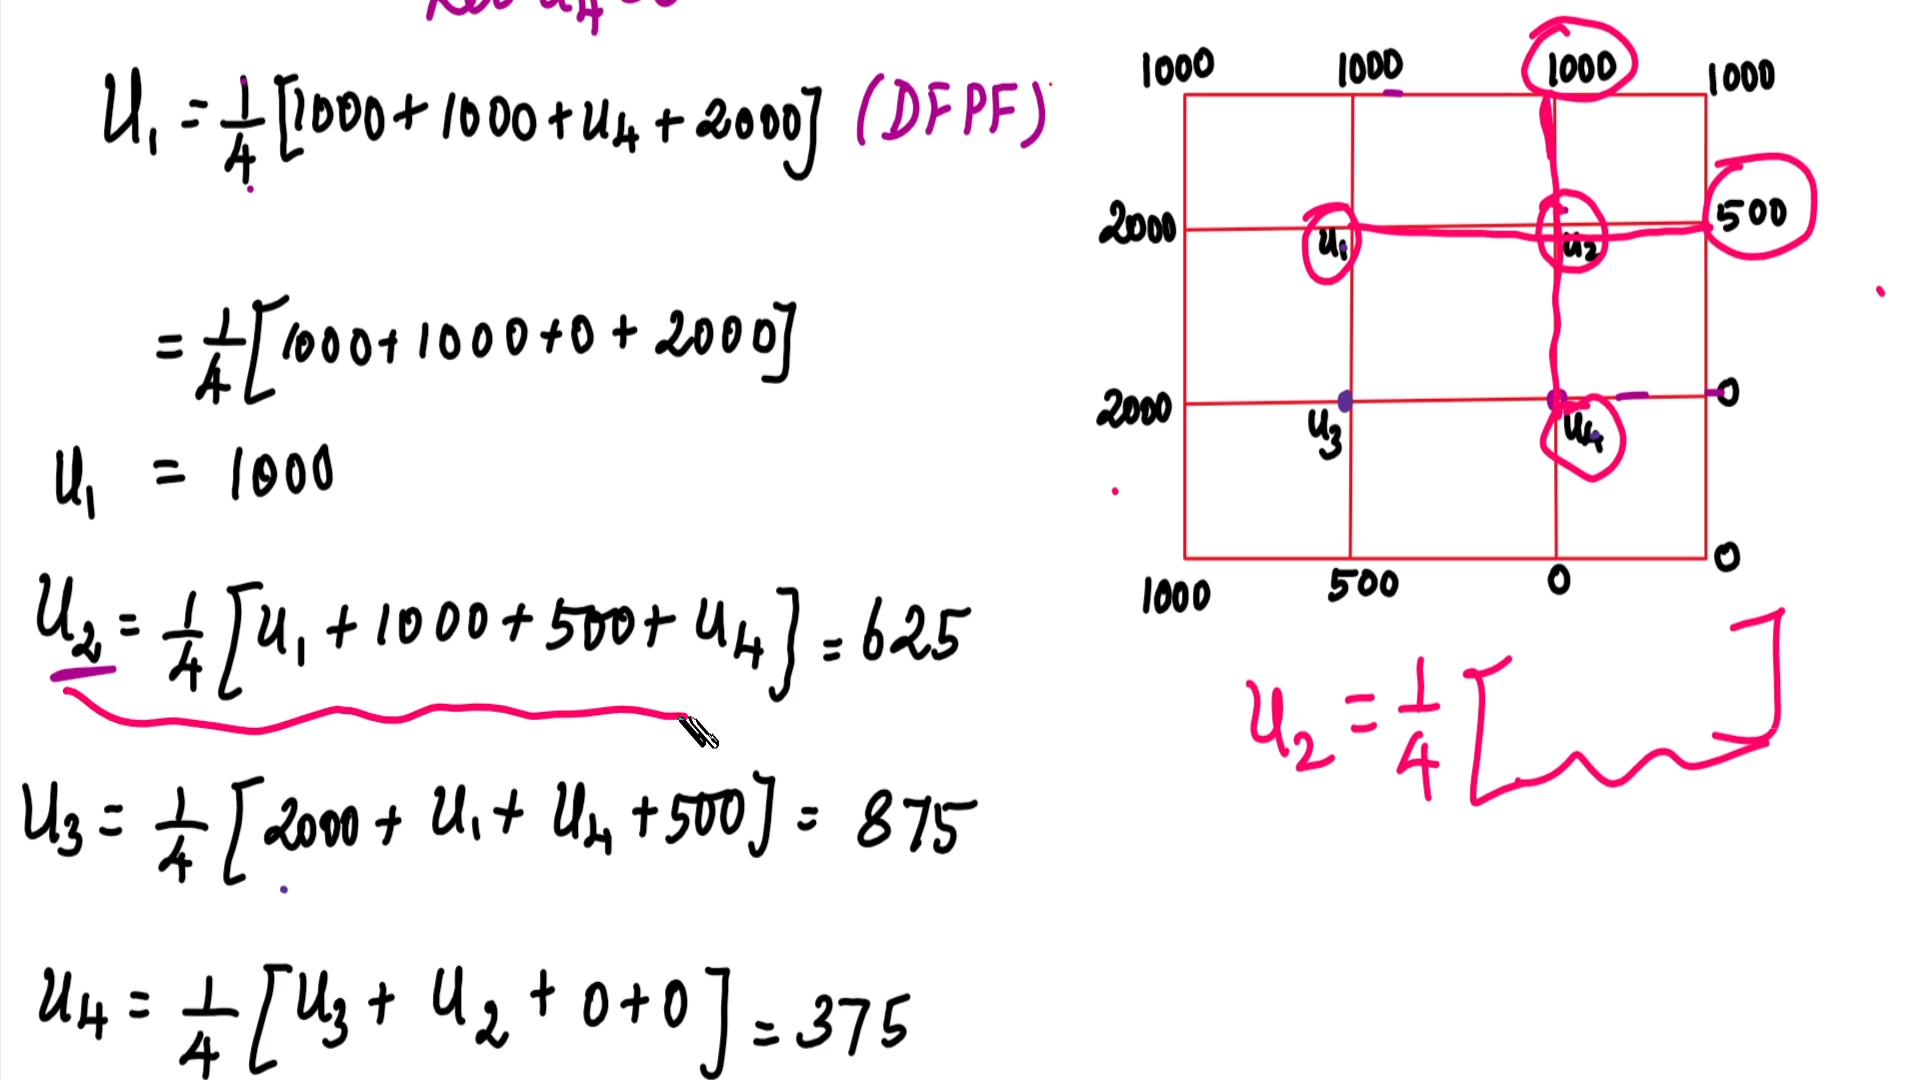 u₁ = 1/4 [1000 + 1000 + u₄ + 2000] (DFPF)
= 1/4 [1000 + 1000 + 0 + 2000]
u₁ = 1000
u₂ = 1/4 [u₁ + 1000 + 500 + u₄] = 625
u₃ = 1/4 [2000 + u₁ + u₄ + 500] = 875
u₄ = 1/4 [u₃ + u₂ + 0 + 0] = 375
1000 1000 1000 1000
2000 u₁ u₂ 500
2000 u₃ u₄ 0
1000 500 0 0
u₂ = 1/4 [ ]